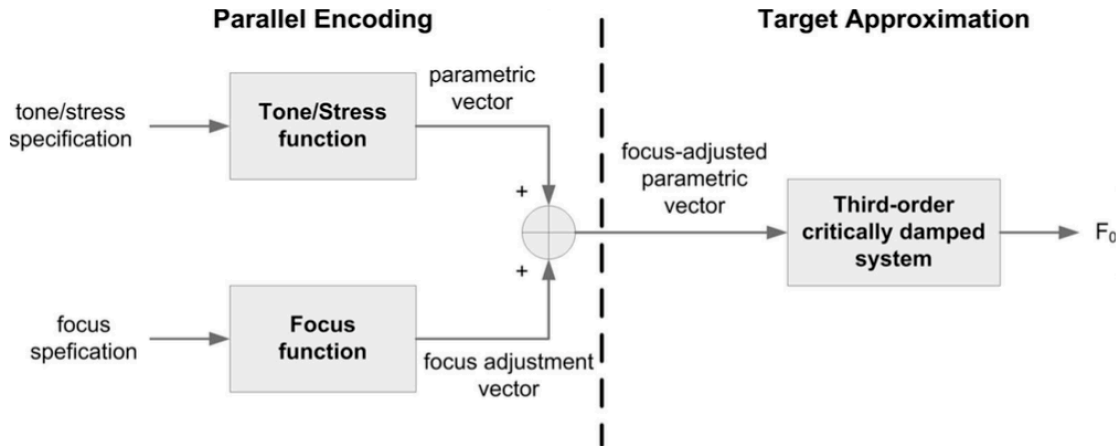 Parallel Encoding
Target Approximation
tone/stress
specification
Tone/Stress
function
parametric
vector
+
+
focus
spefication
Focus
function
focus adjustment
vector
focus-adjusted
parametric
vector
Third-order
critically damped
system
F₀